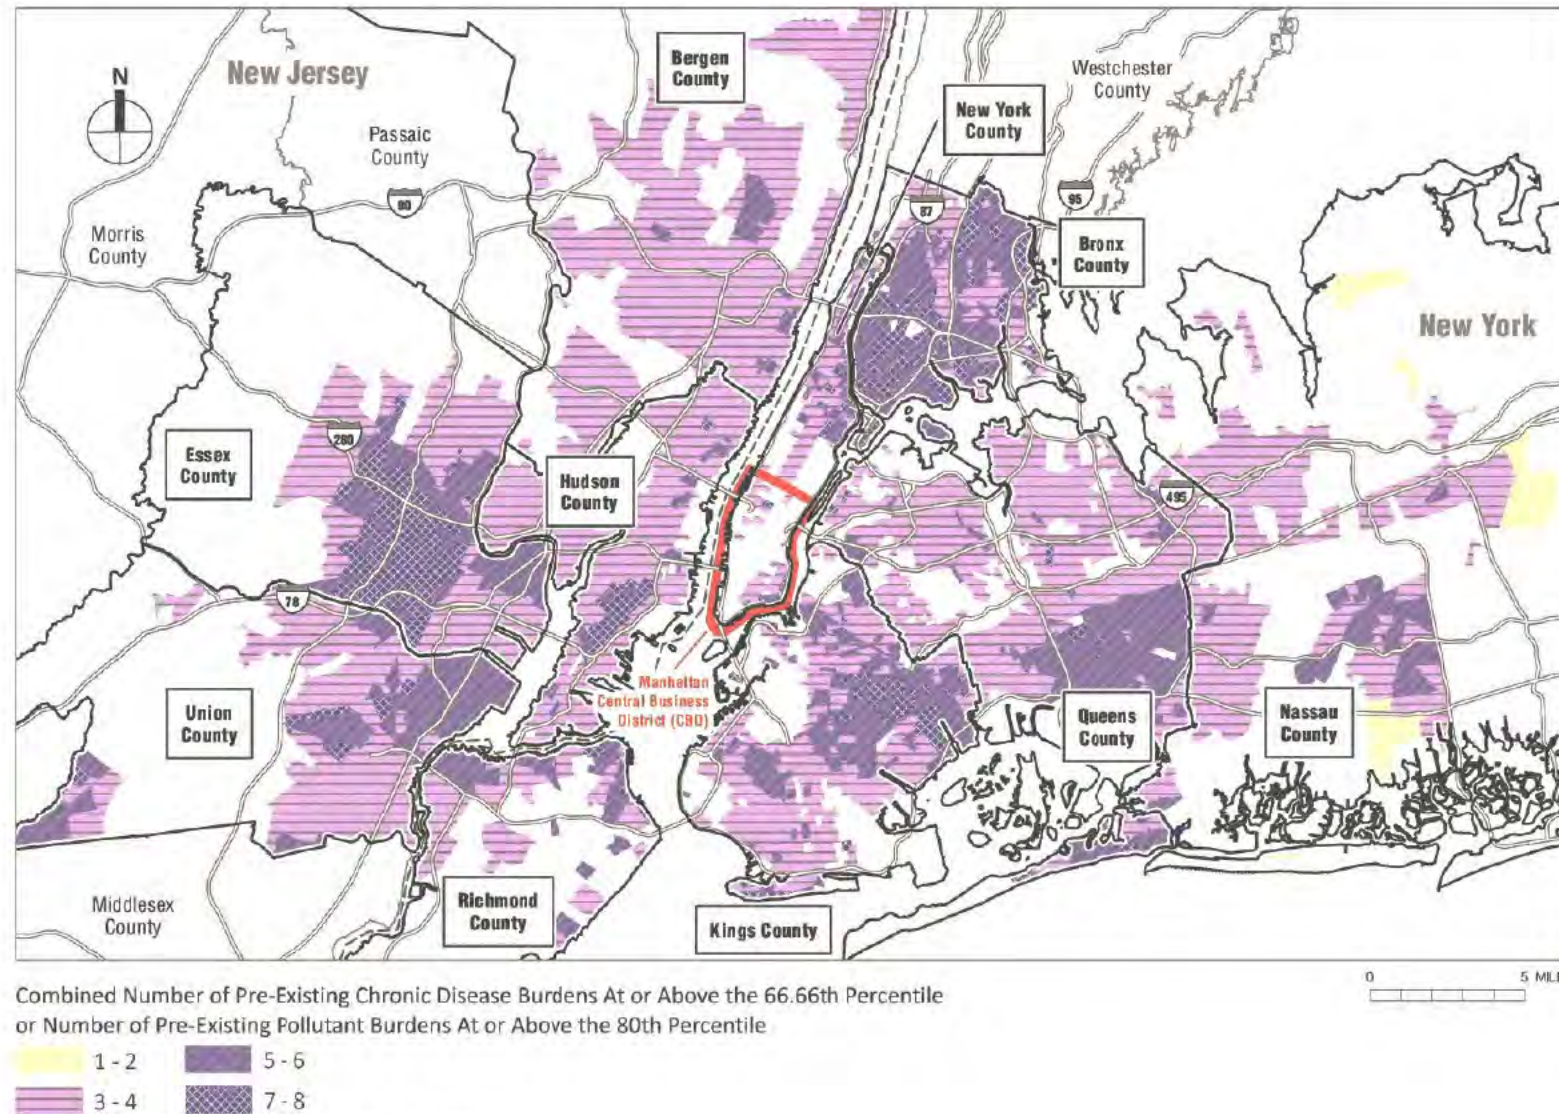 Bergen
County
New Jersey
N
Westchester
County
New York
County
Passaic
County
80
87
95
Morris
County
Bronx
County
New York
280
Essex
County
Hudson
County
495
78
Manhattan
Central Business
District (CBD)
Union
County
Queens
County
Nassau
County
Middlesex
County
Richmond
County
Kings County
0 5 MIL
Combined Number of Pre-Existing Chronic Disease Burdens At or Above the 66.66th Percentile
or Number of Pre-Existing Pollutant Burdens At or Above the 80th Percentile
1 - 2
5 - 6
3 - 4
7 - 8